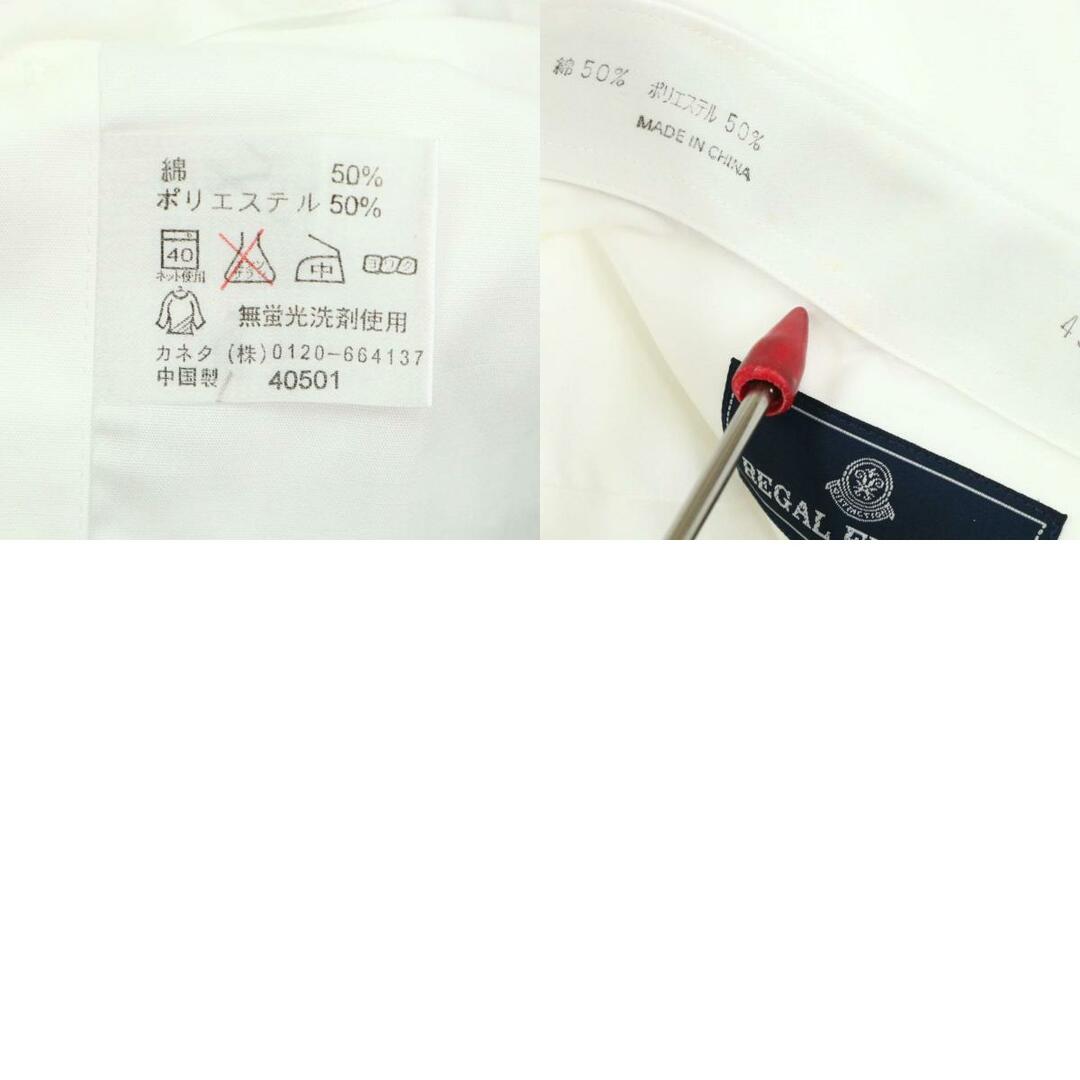 綿 50%
ポリエステル 50%
40
ネット使用
中
無蛍光洗剤使用
カネタ (株)0120-664137
中国製 40501
綿 50% ポリエステル 50%
MADE IN CHINA
4
REGAL
DISTINCTION